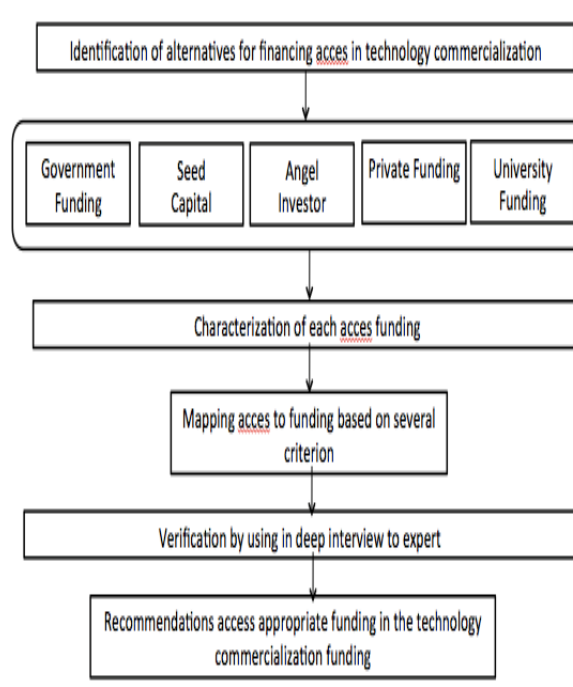 Identification of alternatives for financing acces in technology commercialization
Government
Funding
Seed
Capital
Angel
Investor
Private Funding
University
Funding
Characterization of each acces funding
Mapping acces to funding based on several
criterion
Verification by using in deep interview to expert
Recommendations access appropriate funding in the technology
commercialization funding